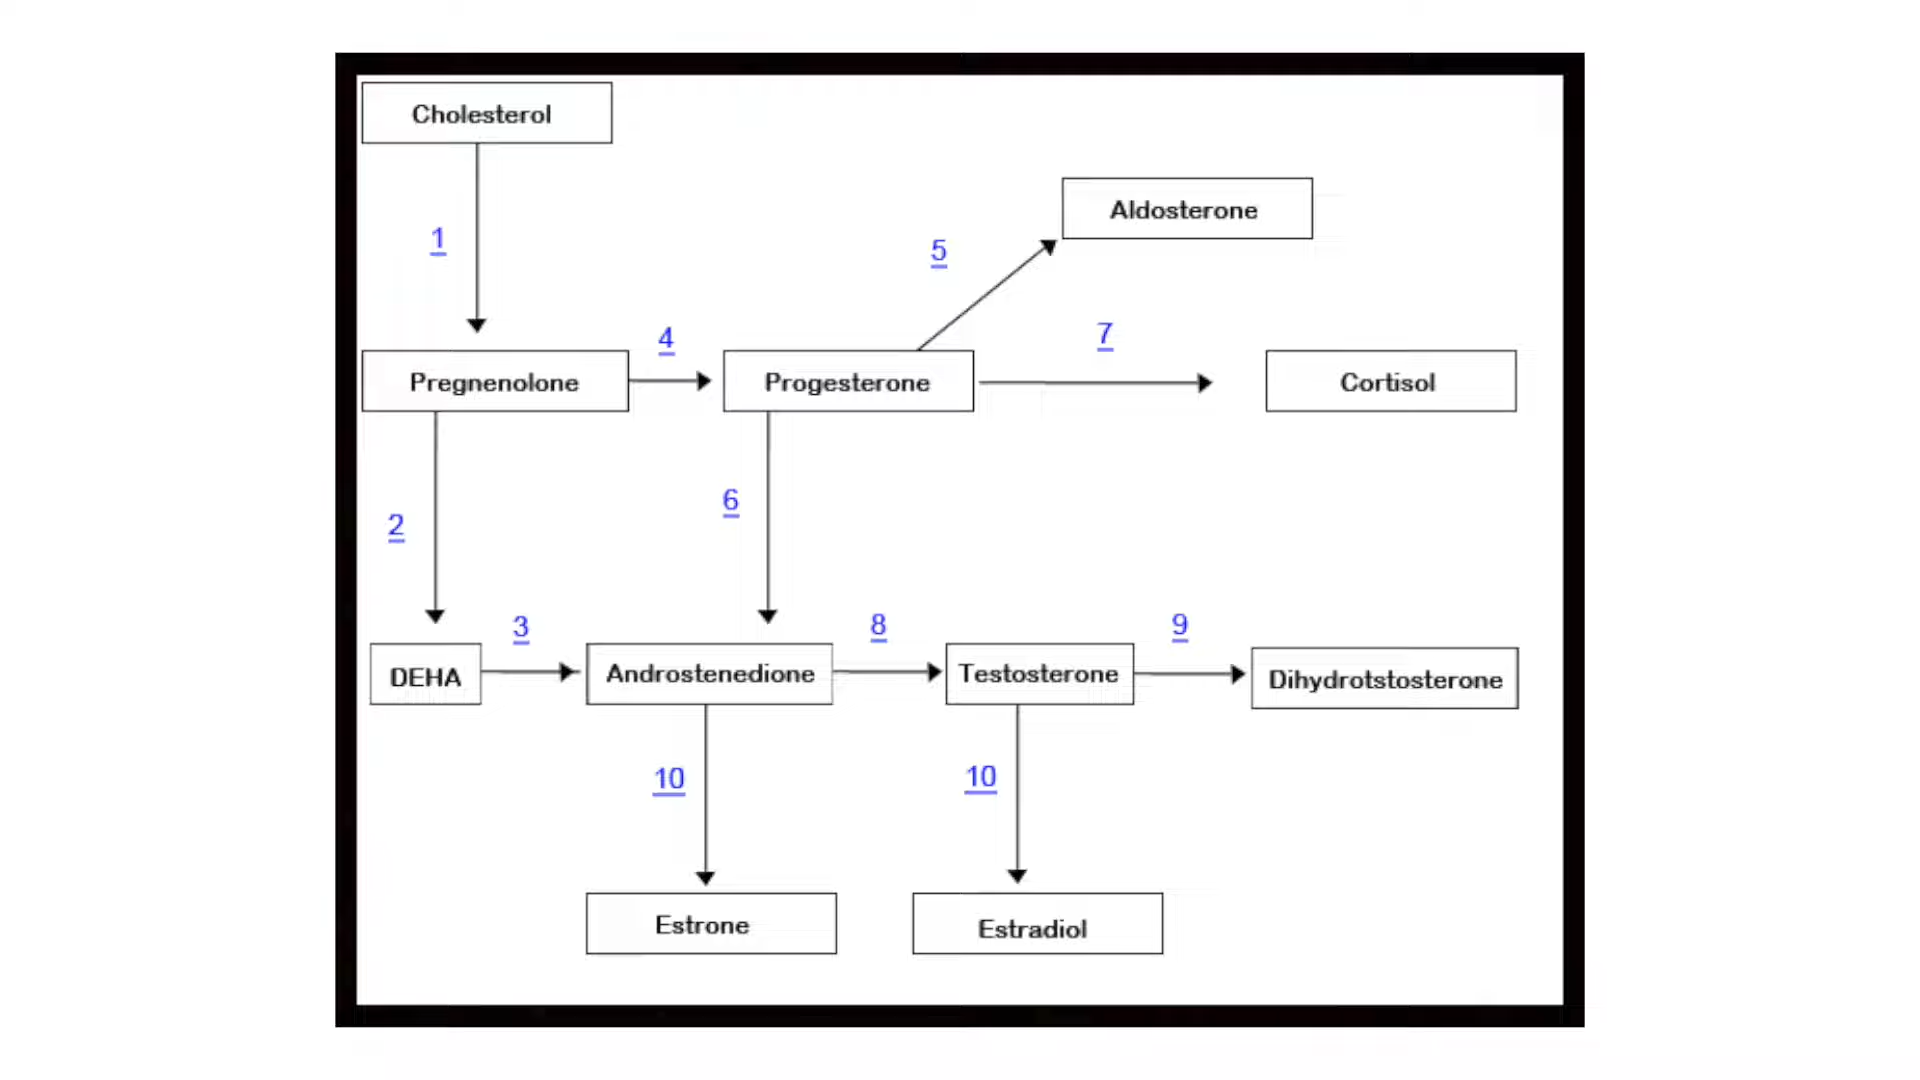 Cholesterol
Aldosterone
1
5
4
7
Pregnenolone
Progesterone
Cortisol
2
6
3
8
9
DEHA
Androstenedione
Testosterone
Dihydrotstosterone
10
10
Estrone
Estradiol